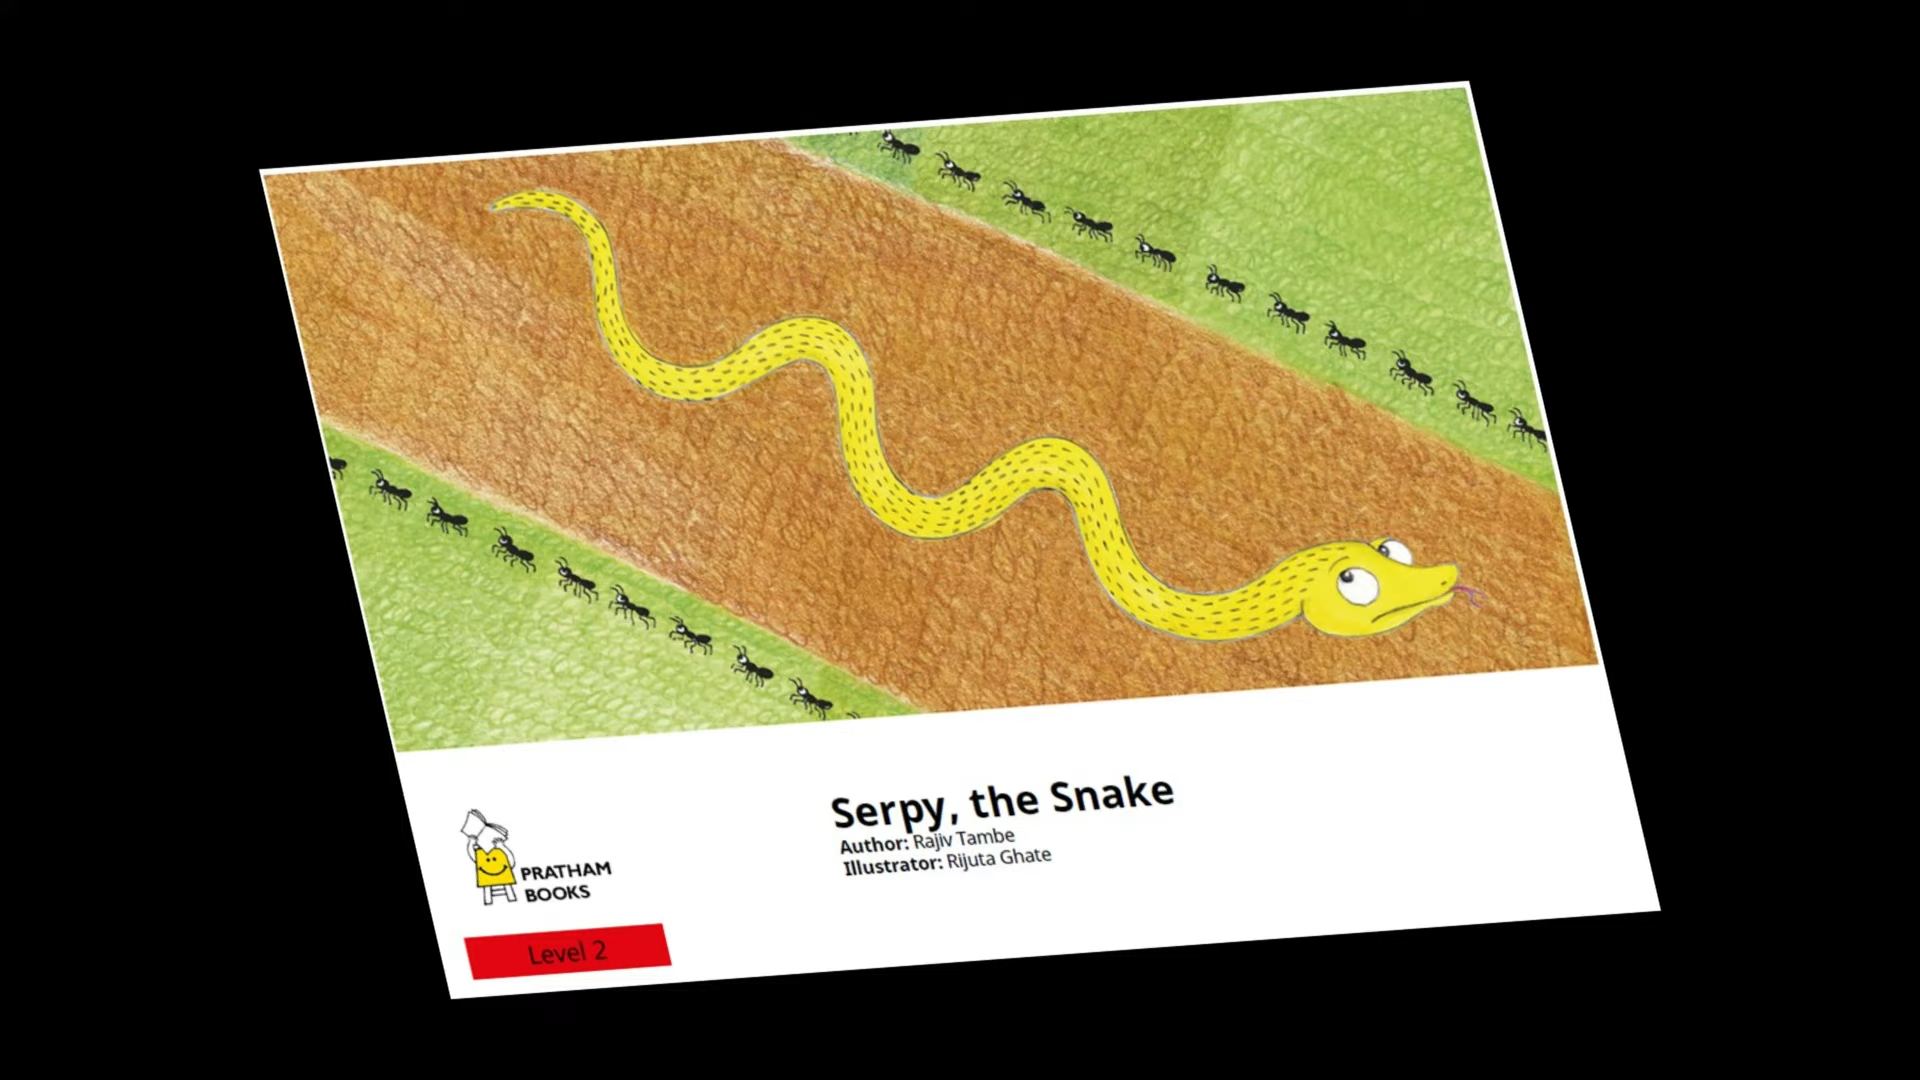 Serpy, the Snake
Author: Rajiv Tambe
Illustrator: Rijuta Ghate
PRATHAM
BOOKS
Level 2